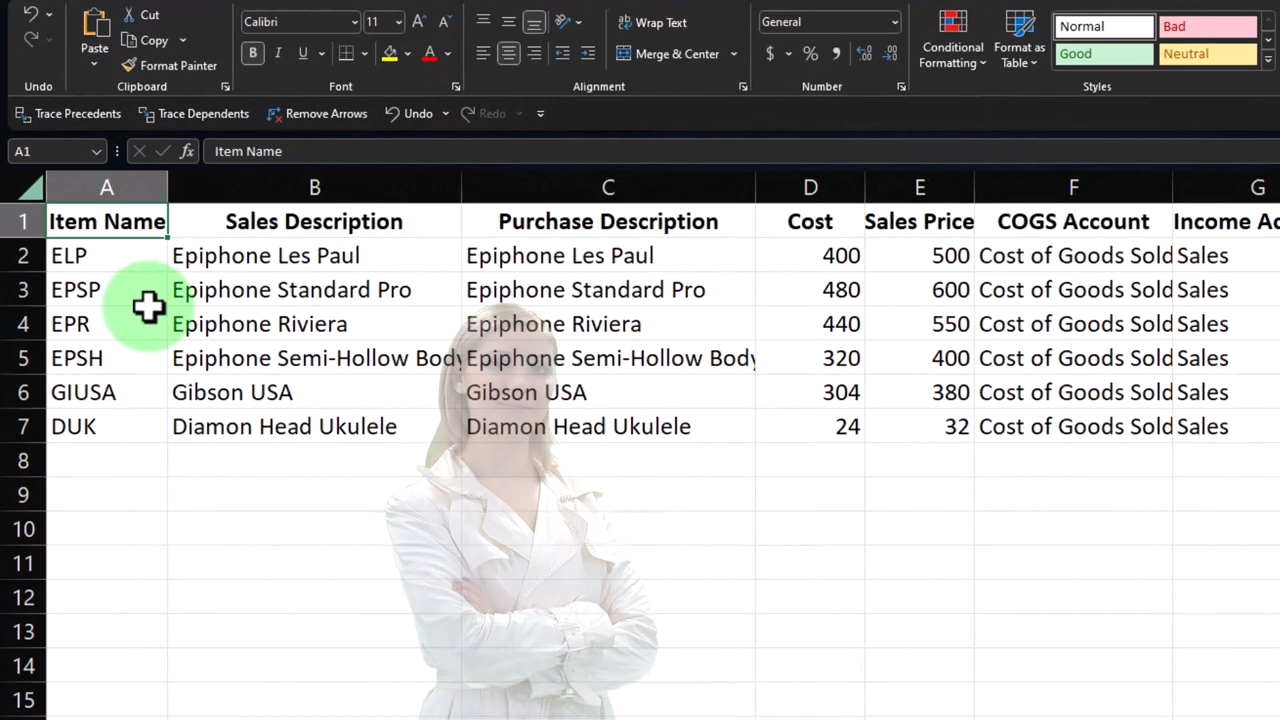 Cut
Calibri 11 Wrap Text General Normal Bad
Paste Copy Merge & Center Conditional Formatting Format as Table Good Neutral
Format Painter B I U A $ %
Undo Clipboard Font Alignment Number Styles
Trace Precedents Trace Dependents Remove Arrows Undo Redo
A1 fx Item Name
A B C D E F G
1 Item Name Sales Description Purchase Description Cost Sales Price COGS Account Income Ac
2 ELP Epiphone Les Paul Epiphone Les Paul 400 500 Cost of Goods Sold Sales
3 EPSP Epiphone Standard Pro Epiphone Standard Pro 480 600 Cost of Goods Sold Sales
4 EPR Epiphone Riviera Epiphone Riviera 440 550 Cost of Goods Sold Sales
5 EPSH Epiphone Semi-Hollow Body Epiphone Semi-Hollow Body 320 400 Cost of Goods Sold Sales
6 GIUSA Gibson USA Gibson USA 304 380 Cost of Goods Sold Sales
7 DUK Diamon Head Ukulele Diamon Head Ukulele 24 32 Cost of Goods Sold Sales
8
9
10
11
12
13
14
15